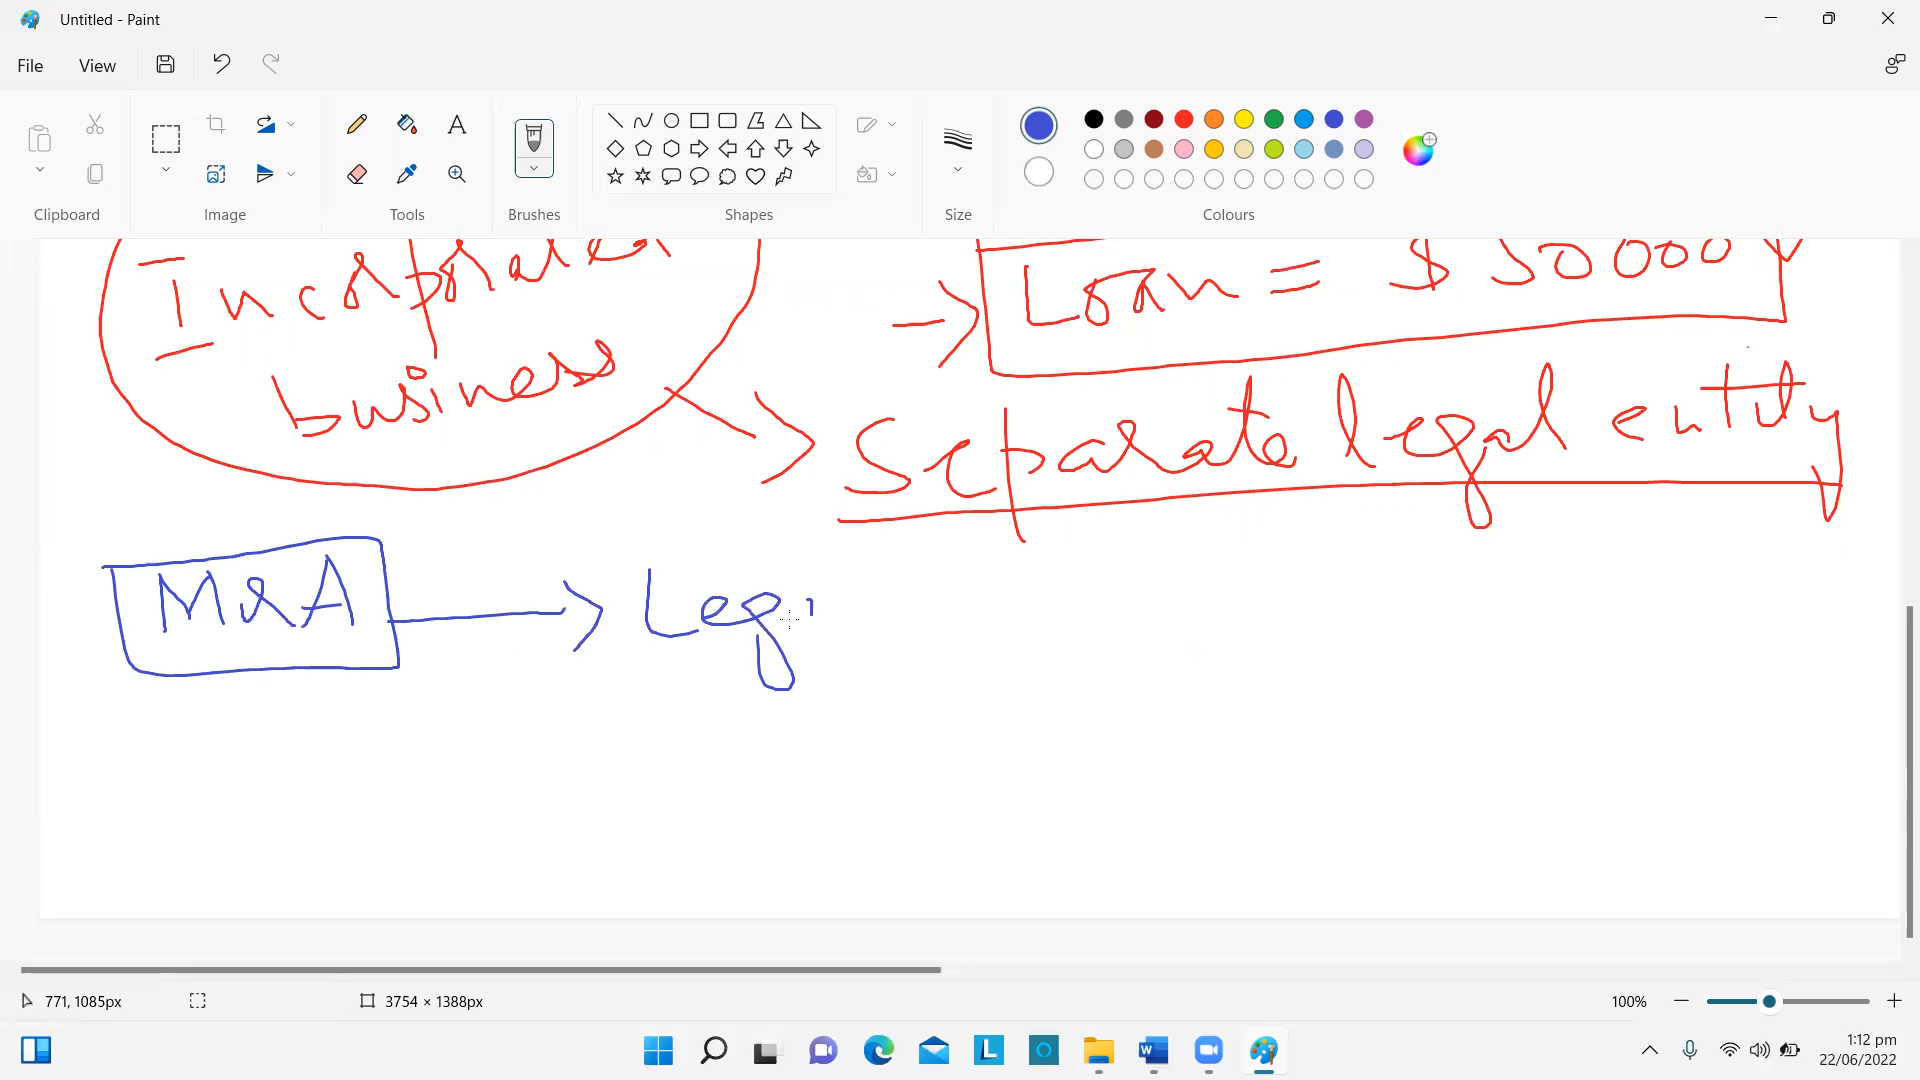 Untitled - Paint
File View
Clipboard
Image
Tools
Brushes
Shapes
Size
Colours
Incorporated
business
Loan = $ 50000
Separate legal entity
M&A
Leg
771, 1085px
3754 × 1388px
100%
1:12 pm
22/06/2022